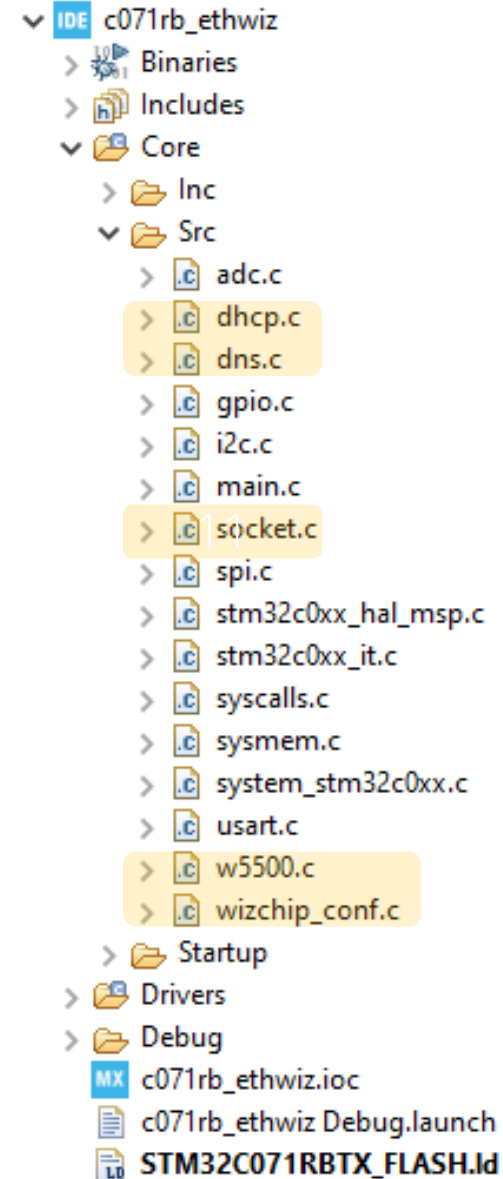 IDE c071rb_ethwiz
Binaries
Includes
Core
Inc
Src
.c adc.c
.c dhcp.c
.c dns.c
.c gpio.c
.c i2c.c
.c main.c
.c socket.c
.c spi.c
.c stm32c0xx_hal_msp.c
.c stm32c0xx_it.c
.c syscalls.c
.c sysmem.c
.c system_stm32c0xx.c
.c usart.c
.c w5500.c
.c wizchip_conf.c
Startup
Drivers
Debug
MX c071rb_ethwiz.ioc
c071rb_ethwiz Debug.launch
LD STM32C071RBTX_FLASH.ld